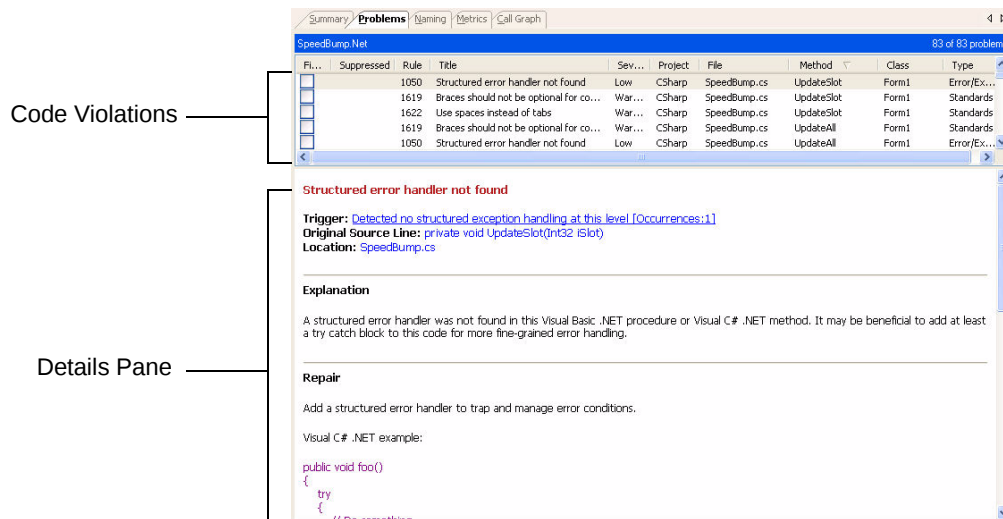 Summary Problems Naming Metrics Call Graph
SpeedBump.Net 83 of 83 problem
Fi... Suppressed Rule Title Sev... Project File Method Class Type
1050 Structured error handler not found Low CSharp SpeedBump.cs UpdateSlot Form1 Error/Ex...
1619 Braces should not be optional for co... War... CSharp SpeedBump.cs UpdateSlot Form1 Standards
1622 Use spaces instead of tabs War... CSharp SpeedBump.cs UpdateSlot Form1 Standards
1619 Braces should not be optional for co... War... CSharp SpeedBump.cs UpdateAll Form1 Standards
1050 Structured error handler not found Low CSharp SpeedBump.cs UpdateAll Form1 Error/Ex...
Code Violations
Structured error handler not found
Trigger: Detected no structured exception handling at this level [Occurrences:1]
Original Source Line: private void UpdateSlot(Int32 iSlot)
Location: SpeedBump.cs
Explanation
A structured error handler was not found in this Visual Basic .NET procedure or Visual C# .NET method. It may be beneficial to add at least
a try catch block to this code for more fine-grained error handling.
Details Pane
Repair
Add a structured error handler to trap and manage error conditions.
Visual C# .NET example:
public void foo()
{
try
{